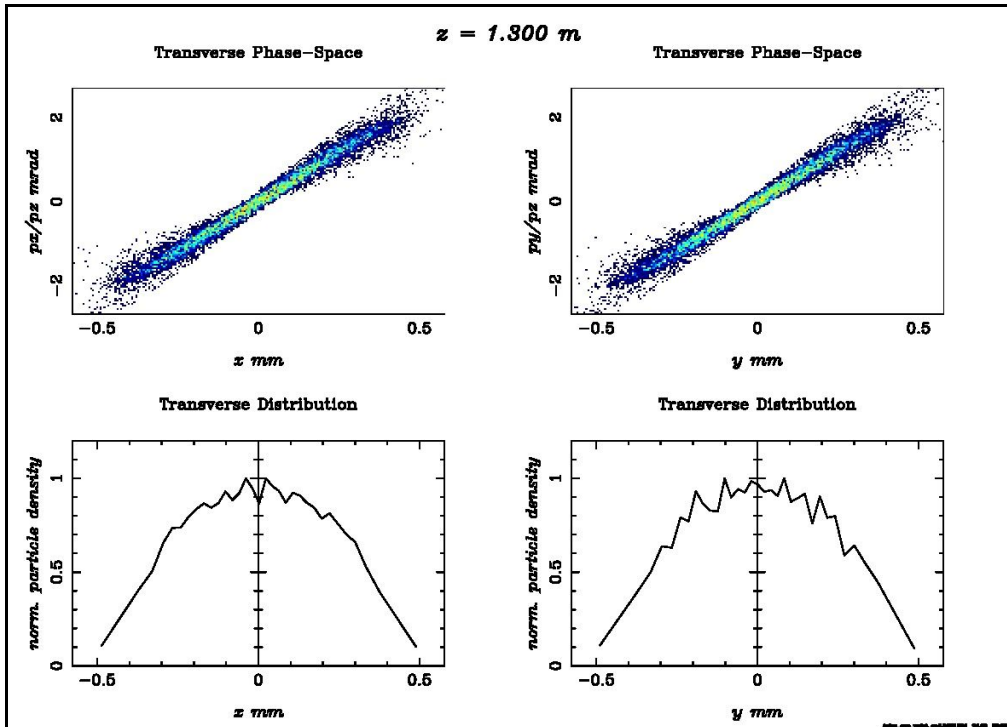 z = 1.300 m
Transverse Phase-Space
px/pz mrad
2
0
-2
-0.5 0 0.5
x mm
Transverse Phase-Space
py/pz mrad
2
0
-2
-0.5 0 0.5
y mm
Transverse Distribution
norm. particle density
1
0.5
0
-0.5 0 0.5
x mm
Transverse Distribution
norm. particle density
1
0.5
0
-0.5 0 0.5
y mm